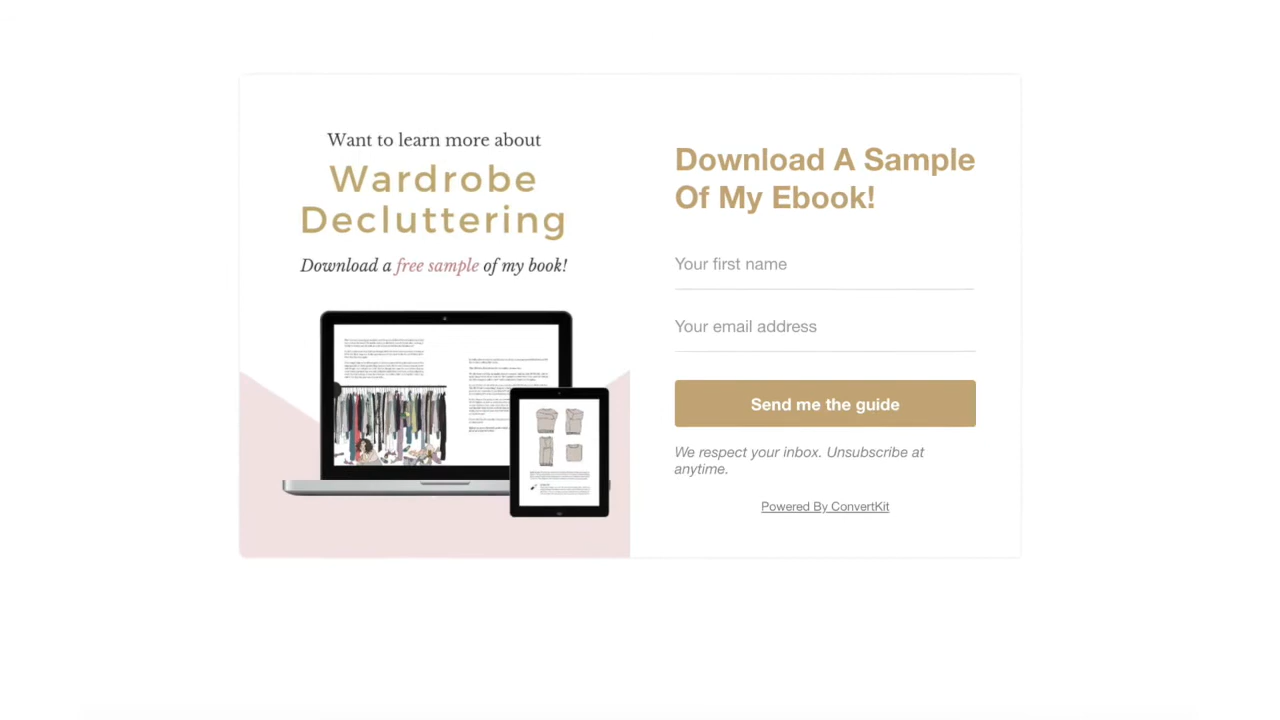 Want to learn more about
Wardrobe
Decluttering
Download a free sample of my book!
Download A Sample
Of My Ebook!
Your first name
Your email address
Send me the guide
We respect your inbox. Unsubscribe at
anytime.
Powered By ConvertKit